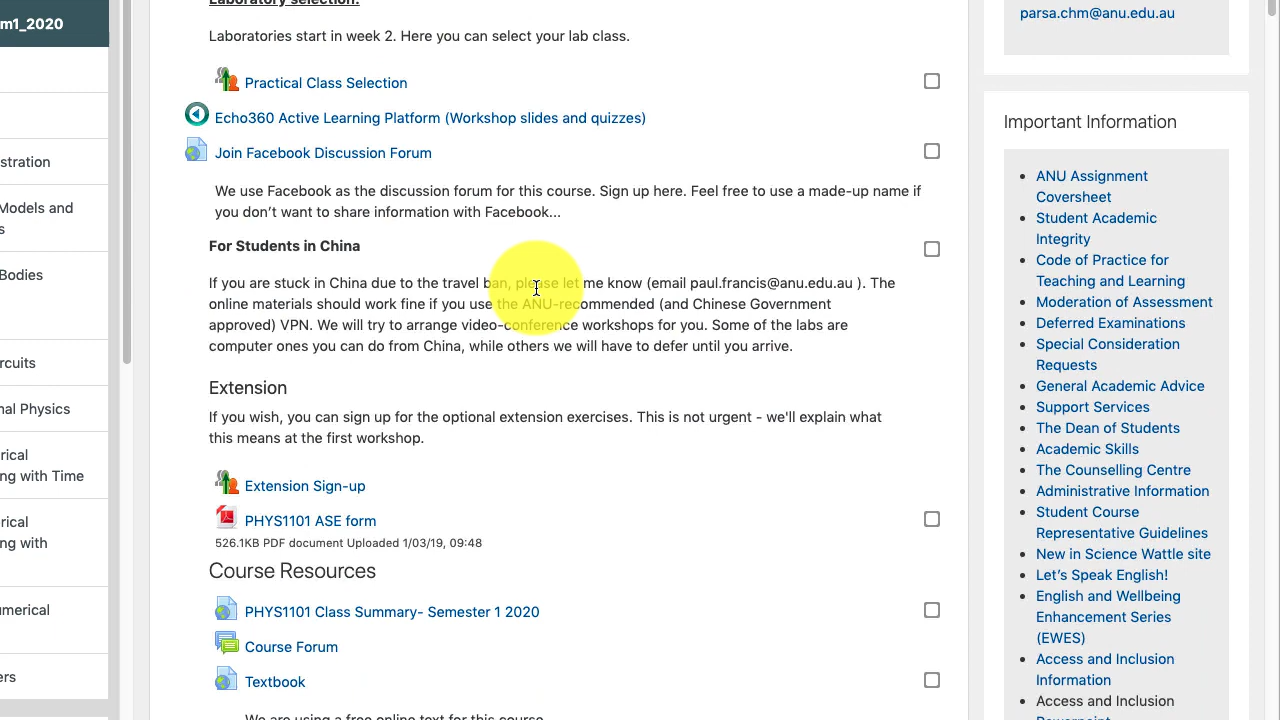 m1_2020
stration
Models and
s
Bodies
rcuits
nal Physics
rical
ng with Time
rical
ng with
umerical
ers
Laboratory selection:
Laboratories start in week 2. Here you can select your lab class.
Practical Class Selection
Echo360 Active Learning Platform (Workshop slides and quizzes)
Join Facebook Discussion Forum
We use Facebook as the discussion forum for this course. Sign up here. Feel free to use a made-up name if
you don't want to share information with Facebook...
For Students in China
If you are stuck in China due to the travel ban, please let me know (email paul.francis@anu.edu.au ). The
online materials should work fine if you use the ANU-recommended (and Chinese Government
approved) VPN. We will try to arrange video-conference workshops for you. Some of the labs are
computer ones you can do from China, while others we will have to defer until you arrive.
Extension
If you wish, you can sign up for the optional extension exercises. This is not urgent - we'll explain what
this means at the first workshop.
Extension Sign-up
PHYS1101 ASE form
526.1KB PDF document Uploaded 1/03/19, 09:48
Course Resources
PHYS1101 Class Summary- Semester 1 2020
Course Forum
Textbook
We are using a free online text for this course
parsa.chm@anu.edu.au
Important Information
ANU Assignment
Coversheet
Student Academic
Integrity
Code of Practice for
Teaching and Learning
Moderation of Assessment
Deferred Examinations
Special Consideration
Requests
General Academic Advice
Support Services
The Dean of Students
Academic Skills
The Counselling Centre
Administrative Information
Student Course
Representative Guidelines
New in Science Wattle site
Let's Speak English!
English and Wellbeing
Enhancement Series
(EWES)
Access and Inclusion
Information
Access and Inclusion
Powerpoint